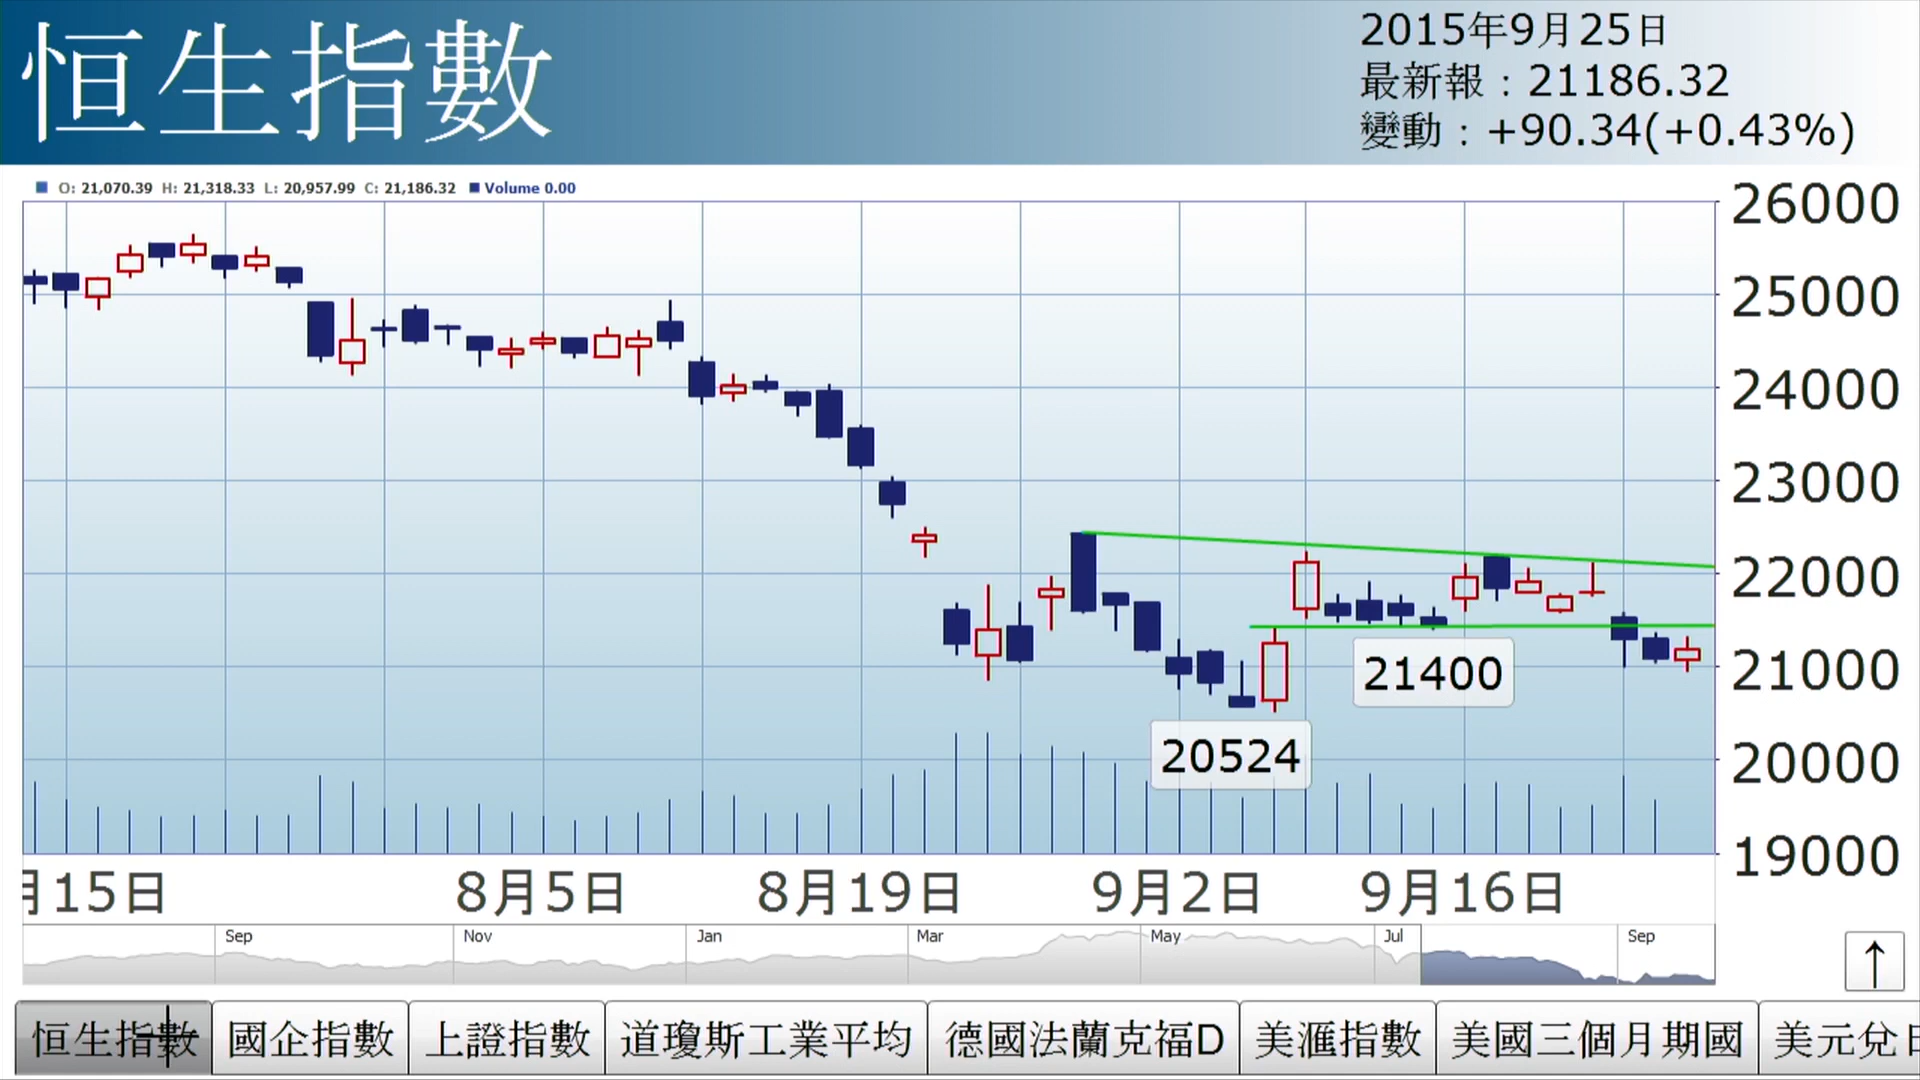 恒生指數
2015年9月25日
最新報：21186.32
變動：+90.34(+0.43%)
O: 21,070.39 H: 21,318.33 L: 20,957.99 C: 21,186.32 Volume 0.00
26000
25000
24000
23000
22000
21000
20000
19000
21400
20524
月15日 8月5日 8月19日 9月2日 9月16日
Sep Nov Jan Mar May Jul Sep
↑
恒生指數 國企指數 上證指數 道瓊斯工業平均 德國法蘭克福D 美滙指數 美國三個月期國 美元兌日